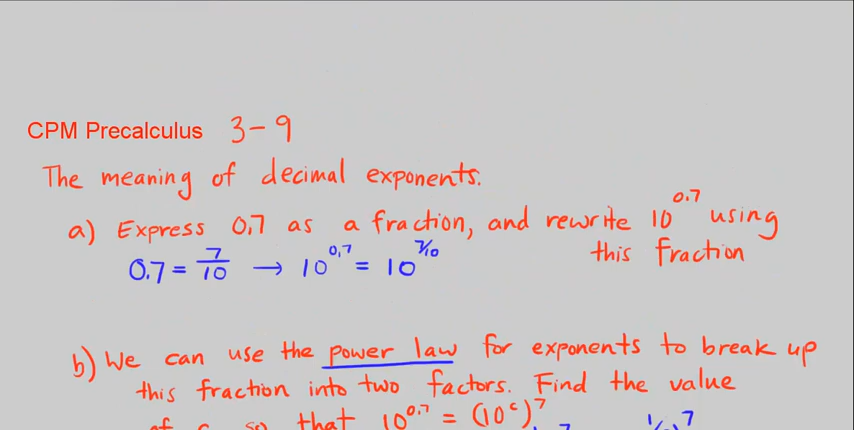 CPM Precalculus 3-9
The meaning of decimal exponents.
a) Express 0.7 as a fraction, and rewrite 10^0.7 using
this fraction
0.7 = 7/10 → 10^0.7 = 10^7/10
b) We can use the power law for exponents to break up
this fraction into two factors. Find the value
of c so that 10^0.7 = (10^c)^7